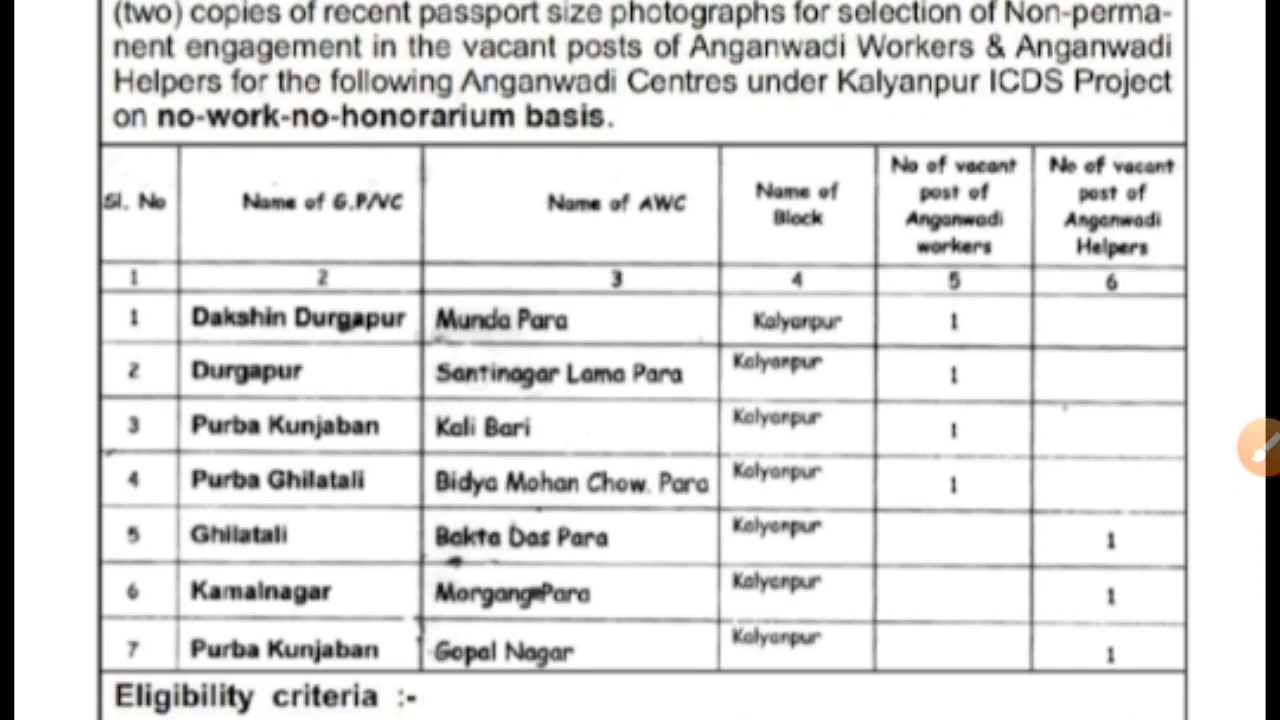 (two) copies of recent passport size photographs for selection of Non-perma-
nent engagement in the vacant posts of Anganwadi Workers & Anganwadi
Helpers for the following Anganwadi Centres under Kalyanpur ICDS Project
on no-work-no-honorarium basis.
Sl. No Name of G.P/VC Name of AWC Name of Block No of vacant post of Anganwadi workers No of vacant post of Anganwadi Helpers
1 2 3 4 5 6
1 Dakshin Durgapur Munda Para Kalyanpur 1
2 Durgapur Santinagar Lama Para Kalyanpur 1
3 Purba Kunjaban Kali Bari Kalyanpur 1
4 Purba Ghilatali Bidya Mohan Chow. Para Kalyanpur 1
5 Ghilatali Bakta Das Para Kalyanpur 1
6 Kamalnagar Morgang Para Kalyanpur 1
7 Purba Kunjaban Gopal Nagar Kalyanpur 1
Eligibility criteria :-